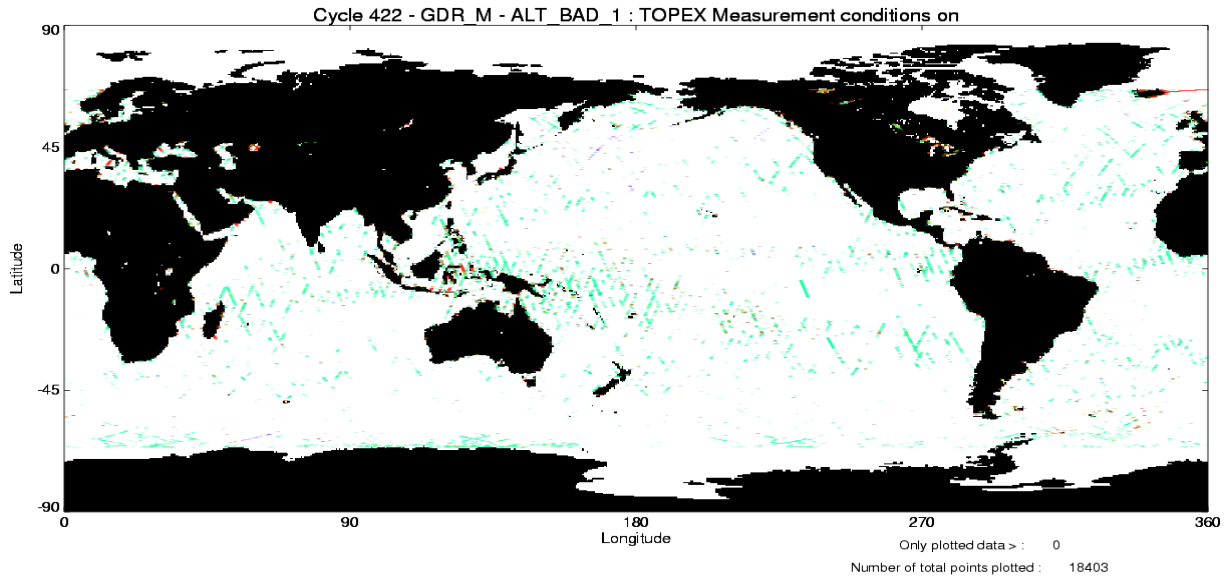 Cycle 422 - GDR_M - ALT_BAD_1 : TOPEX Measurement conditions on
90
45
0
-45
-90
Latitude
0 90 180 270 360
Longitude
Only plotted data > : 0
Number of total points plotted : 18403